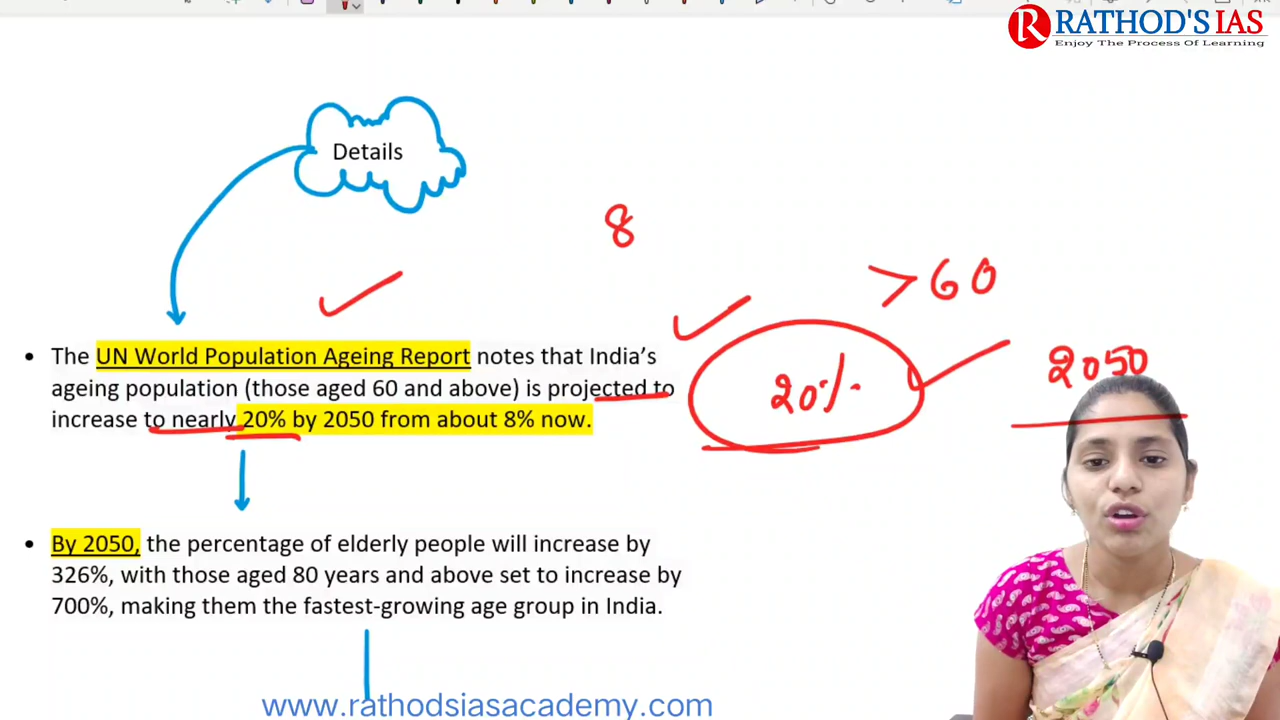 RATHOD'S IAS
Enjoy The Process Of Learning
Details
8
>60
2050
20%
• The UN World Population Ageing Report notes that India's
ageing population (those aged 60 and above) is projected to
increase to nearly 20% by 2050 from about 8% now.
• By 2050, the percentage of elderly people will increase by
326%, with those aged 80 years and above set to increase by
700%, making them the fastest-growing age group in India.
www.rathodsiasacademy.com